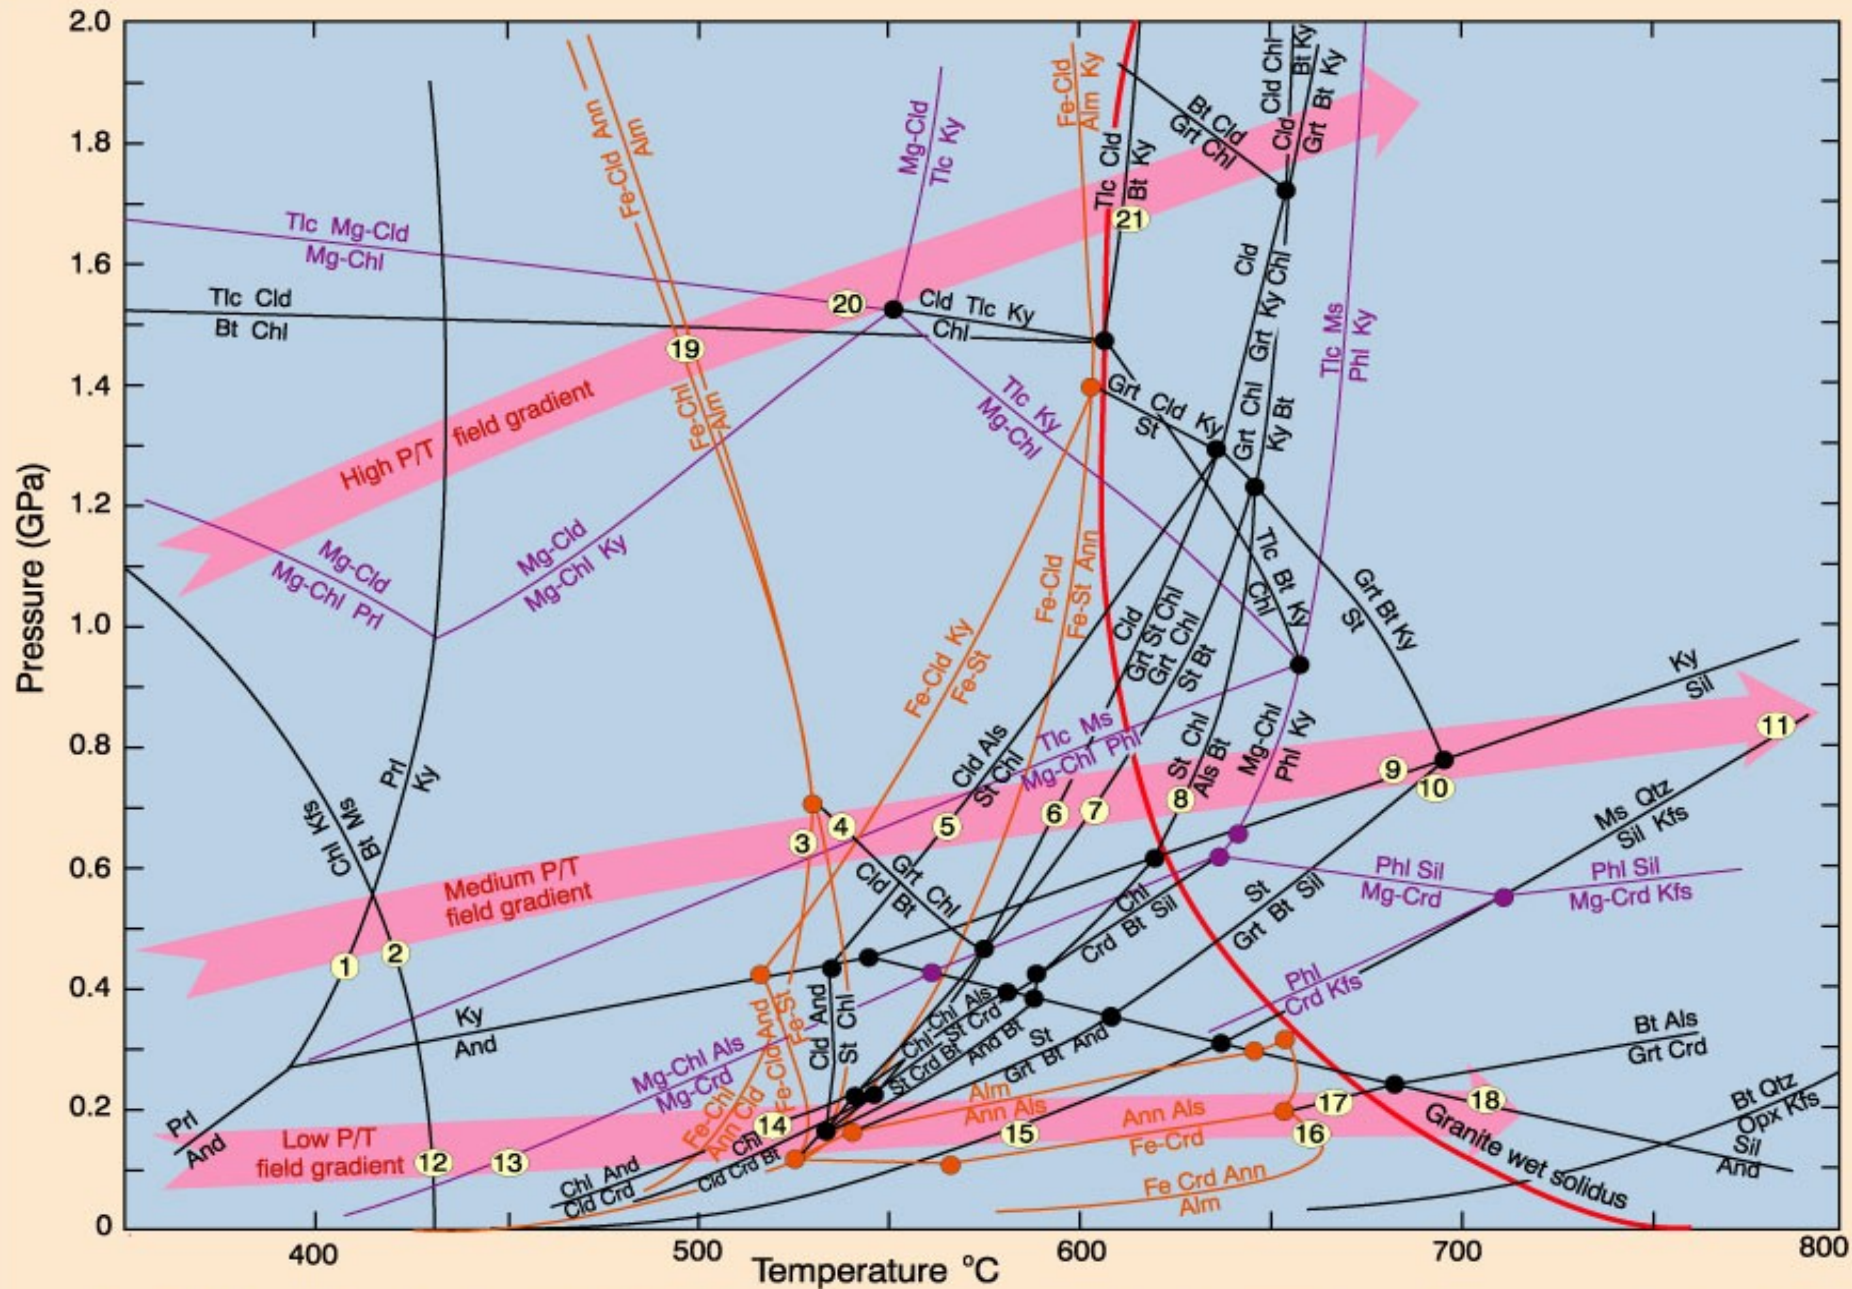 2.0
1.8
1.6
1.4
1.2
1.0
0.8
0.6
0.4
0.2
0
Pressure (GPa)
400
500
600
700
800
Temperature °C
High P/T field gradient
Medium P/T
field gradient
Low P/T
field gradient
Granite wet solidus
Fe-Cld Ann
Alm
Mg-Cld
Tlc Ky
Fe-Cld
Alm Ky
Tlc Cld
Bt Ky
Bt Cld
Grt Chl
Cld Chl
Bt Ky
Cld
Grt Bt Ky
Tlc Mg-Cld
Mg-Chl
Tlc Cld
Bt Chl
Cld Tlc Ky
Chl
Cld
Grt Ky Chl
Tlc Ms
Phl Ky
Fe-Chl
Alm
Tlc Ky
Mg-Chl
Grt Cld Ky
St
Grt Chl
Ky Bt
Mg-Cld
Mg-Chl Prl
Mg-Cld
Mg-Chl Ky
Fe-Cld
Fe-St Ann
Tlc Bt Ky
Chl
Grt Bt Ky
St
Fe-Cld Ky
Fe-St
Cld
Grt St Chl
Grt Chl
St Bt
Ky
Sil
Prl
Ky
Chl Kfs
Bt Ms
Cld Als
St Chl
Tlc Ms
Mg-Chl Phl
St Chl
Als Bt
Mg-Chl
Phl Ky
Ms Qtz
Sil Kfs
Grt Chl
Cld Bt
Phl Sil
Mg-Crd
Phl Sil
Mg-Crd Kfs
Chl
Crd Bt Sil
St
Grt Bt Sil
Ky
And
Cld And
St Chl
Fe-Cld And
Fe-St
Chl Als
St Crd
Chl
St Crd Bt
And Bt
St
Grt Bt And
Phl
Crd Kfs
Bt Als
Grt Crd
Mg-Chl Als
Mg-Crd
Fe-Chl
Ann Cld
Alm
Ann Als
Ann Als
Fe-Crd
Bt Qtz
Opx Kfs
Prl
And
Chl
Cld Crd Bt
Chl And
Cld Crd
Fe Crd Ann
Alm
Sil
And
1
2
3
4
5
6
7
8
9
10
11
12
13
14
15
16
17
18
19
20
21